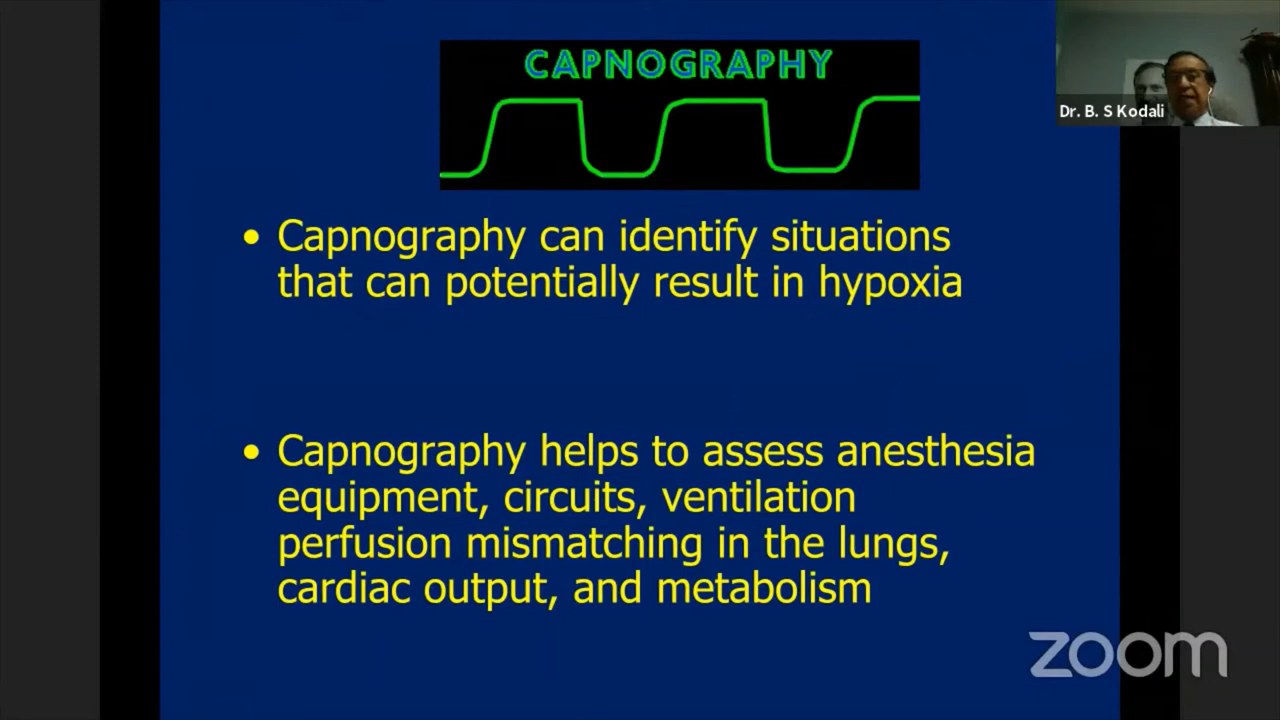 CAPNOGRAPHY
Dr. B. S Kodali
• Capnography can identify situations
that can potentially result in hypoxia
• Capnography helps to assess anesthesia
equipment, circuits, ventilation
perfusion mismatching in the lungs,
cardiac output, and metabolism
zoom